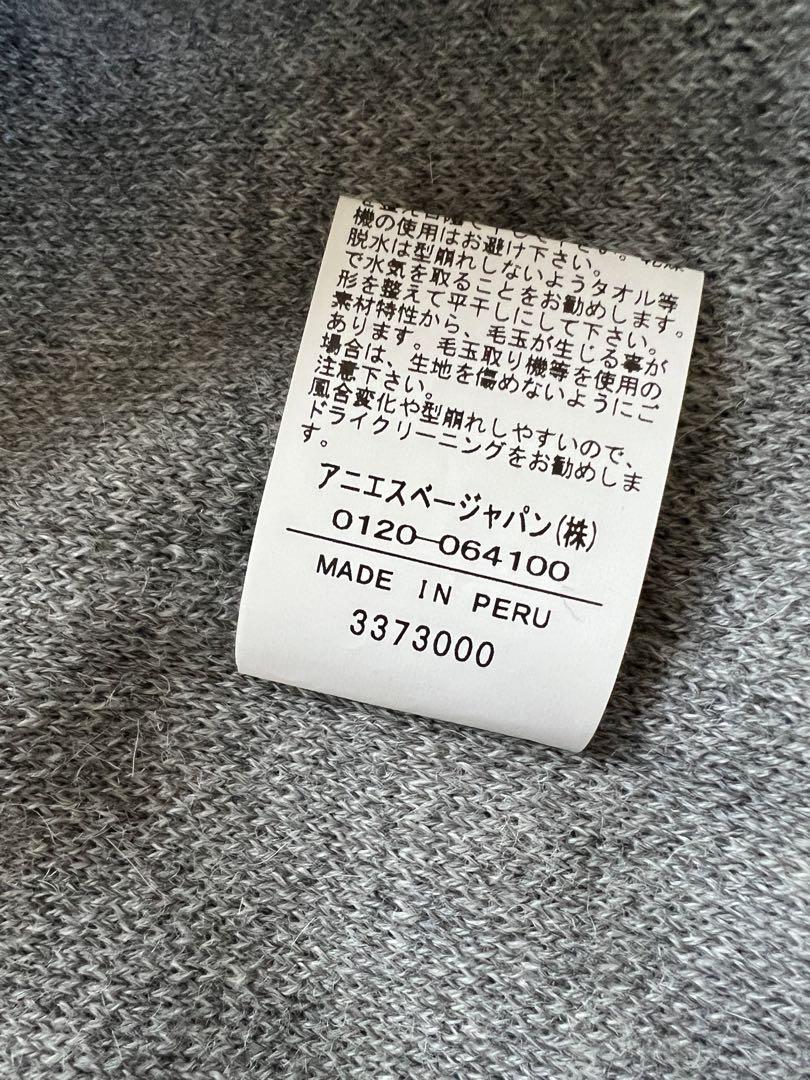 機の使用はお避け下さい。
脱水は型崩れしないようタオル等
で水気を取ることをお勧めします。
形を整えて平干しにして下さい。
素材特性から、毛玉が生じる事が
あります。毛玉取り機等を使用の
場合は、生地を傷めないようにご
注意下さい。
風合変化や型崩れしやすいので、
ドライクリーニングをお勧めしま
す。
アニエスベージャパン(株)
0120-064100
MADE IN PERU
3373000